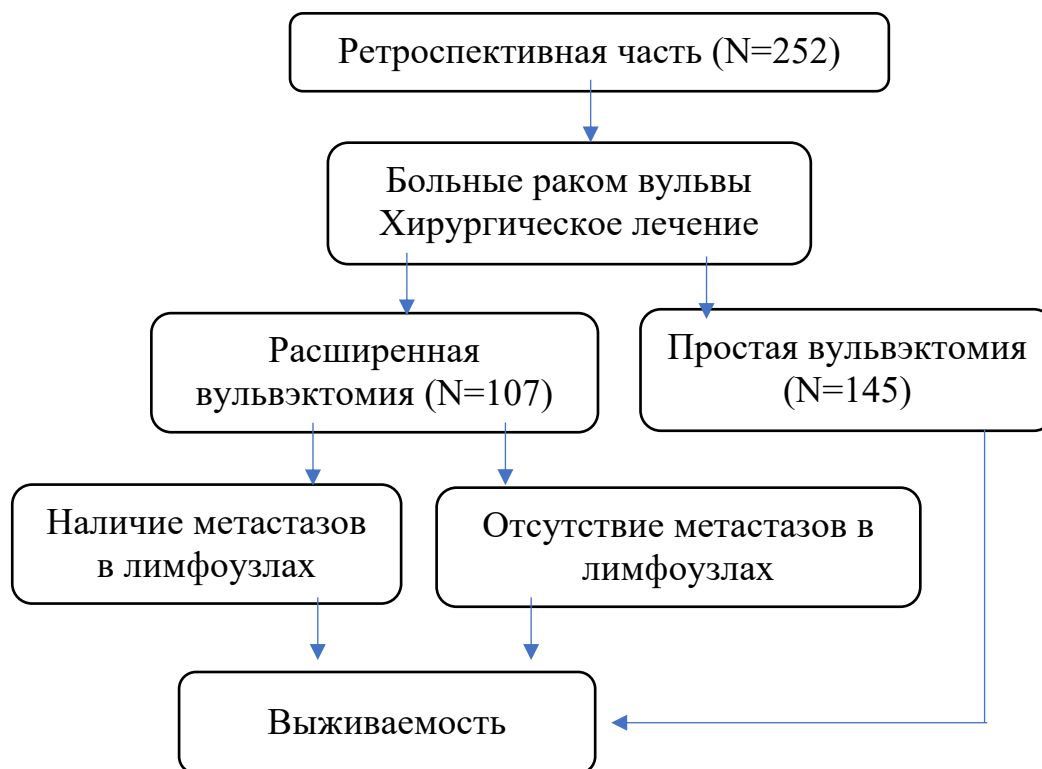 Ретроспективная часть (N=252)
Больные раком вульвы
Хирургическое лечение
Расширенная
вульвэктомия (N=107)
Простая вульвэктомия
(N=145)
Наличие метастазов
в лимфоузлах
Отсутствие метастазов в
лимфоузлах
Выживаемость